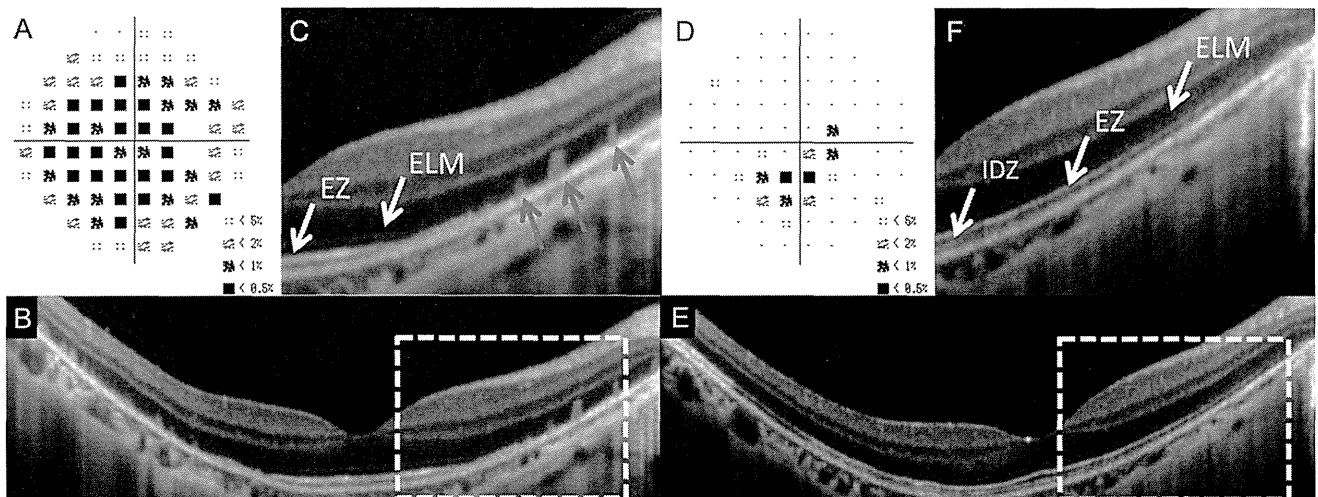 A
< 5%
< 2%
< 1%
< 0.5%
C
EZ
ELM
D
< 5%
< 2%
< 1%
< 0.5%
F
IDZ
EZ
ELM
B
E